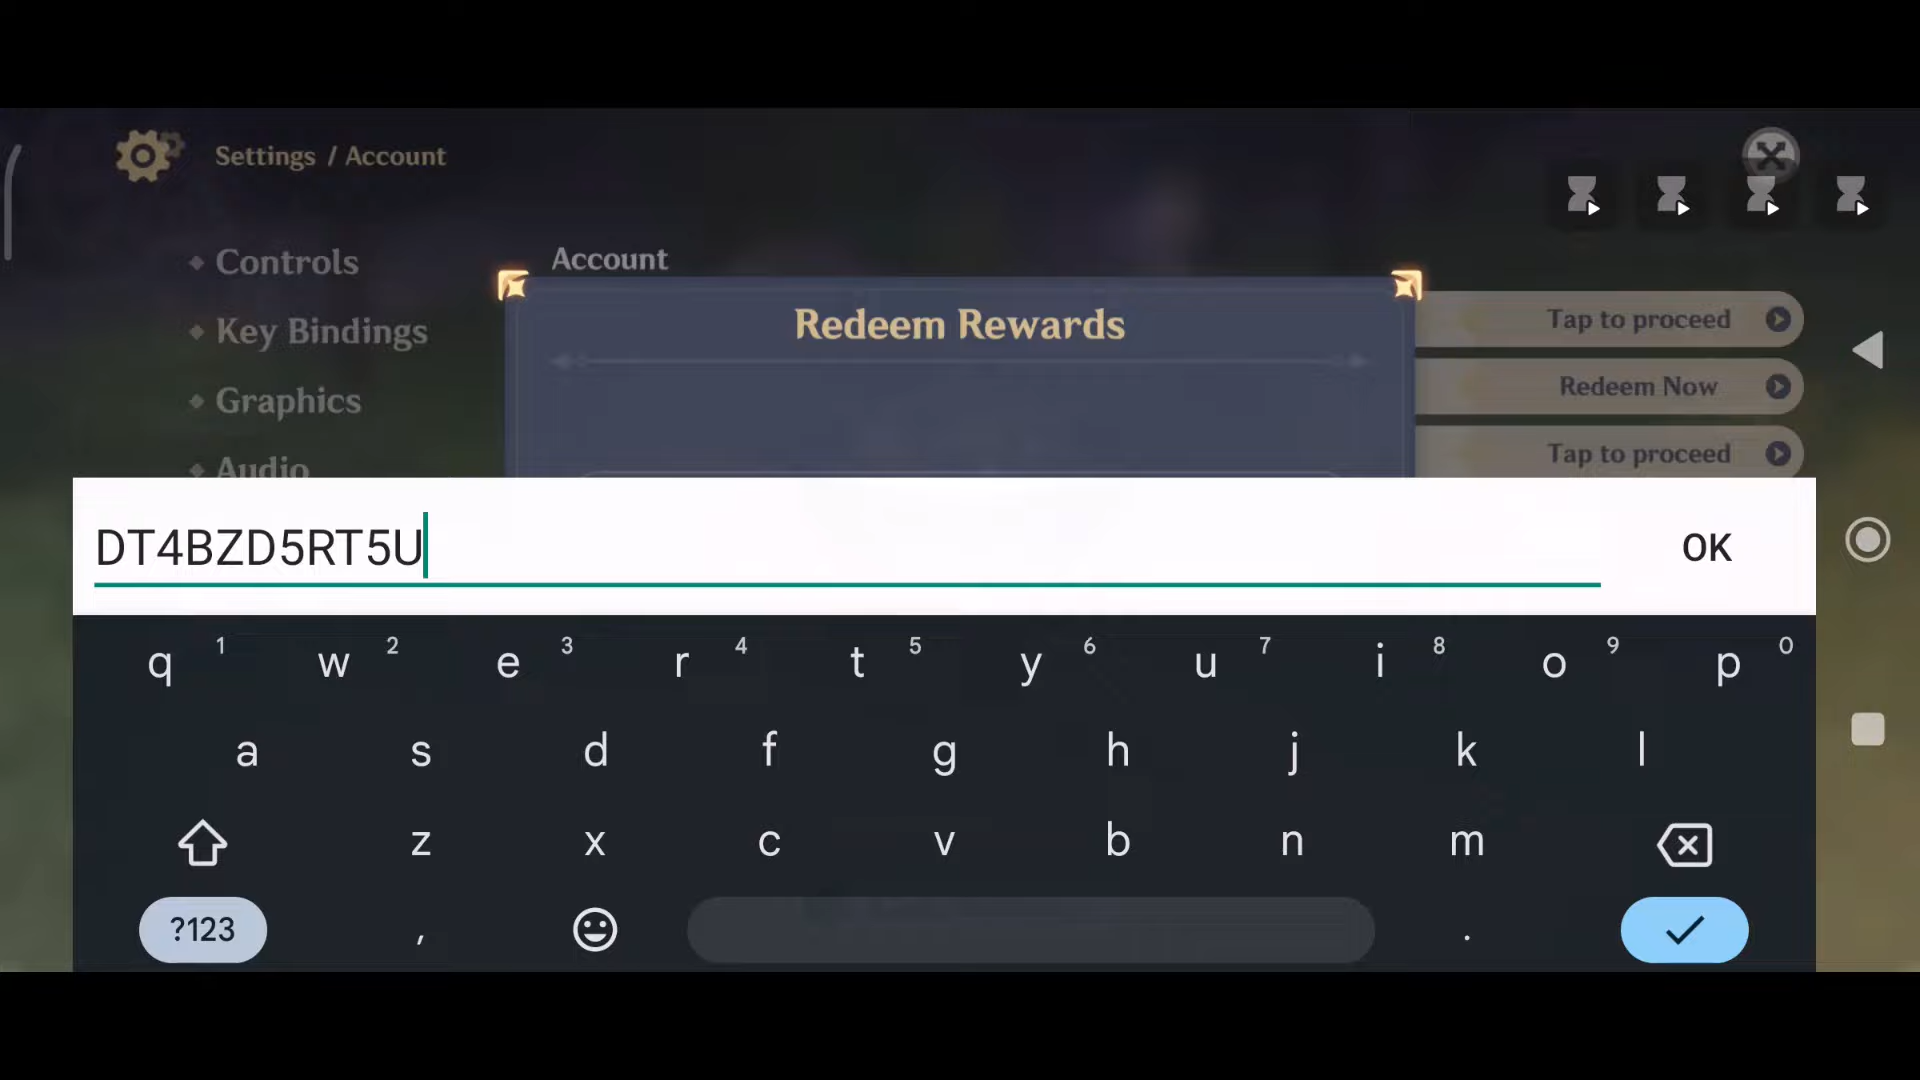 Settings / Account
Controls
Key Bindings
Graphics
Audio
Account
Redeem Rewards
Tap to proceed
Redeem Now
Tap to proceed
DT4BZD5RT5U
OK
q 1 w 2 e 3 r 4 t 5 y 6 u 7 i 8 o 9 p 0
a s d f g h j k l
z x c v b n m
?123 , .